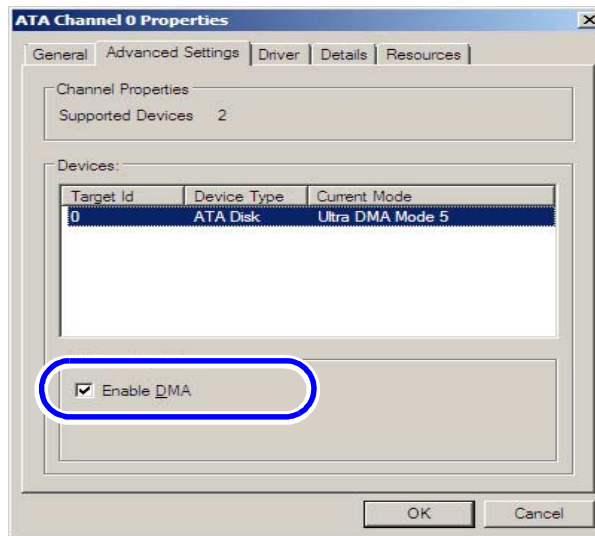 ATA Channel 0 Properties
General Advanced Settings Driver Details Resources
Channel Properties
Supported Devices 2
Devices:
Target Id Device Type Current Mode
0 ATA Disk Ultra DMA Mode 5
Enable DMA
OK Cancel